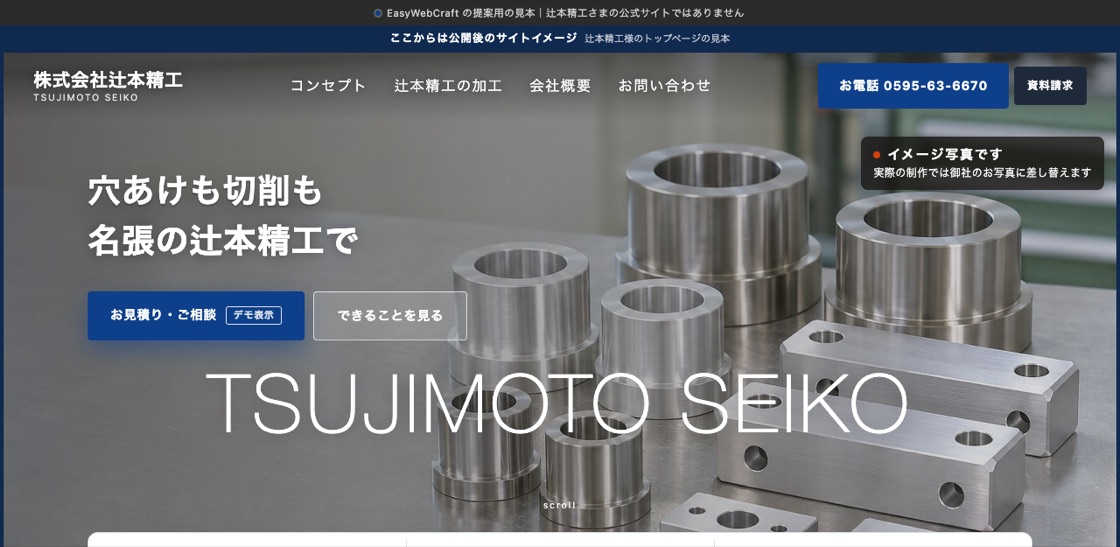 EasyWebCraft の提案用の見本｜辻本精工さまの公式サイトではありません
ここからは公開後のサイトイメージ 辻本精工様のトップページの見本
株式会社辻本精工
TSUJIMOTO SEIKO
コンセプト 辻本精工の加工 会社概要 お問い合わせ
お電話 0595-63-6670
資料請求
イメージ写真です
実際の制作では御社のお写真に差し替えます
穴あけも切削も
名張の辻本精工で
お見積り・ご相談 デモ表示
できることを見る
TSUJIMOTO SEIKO
scroll